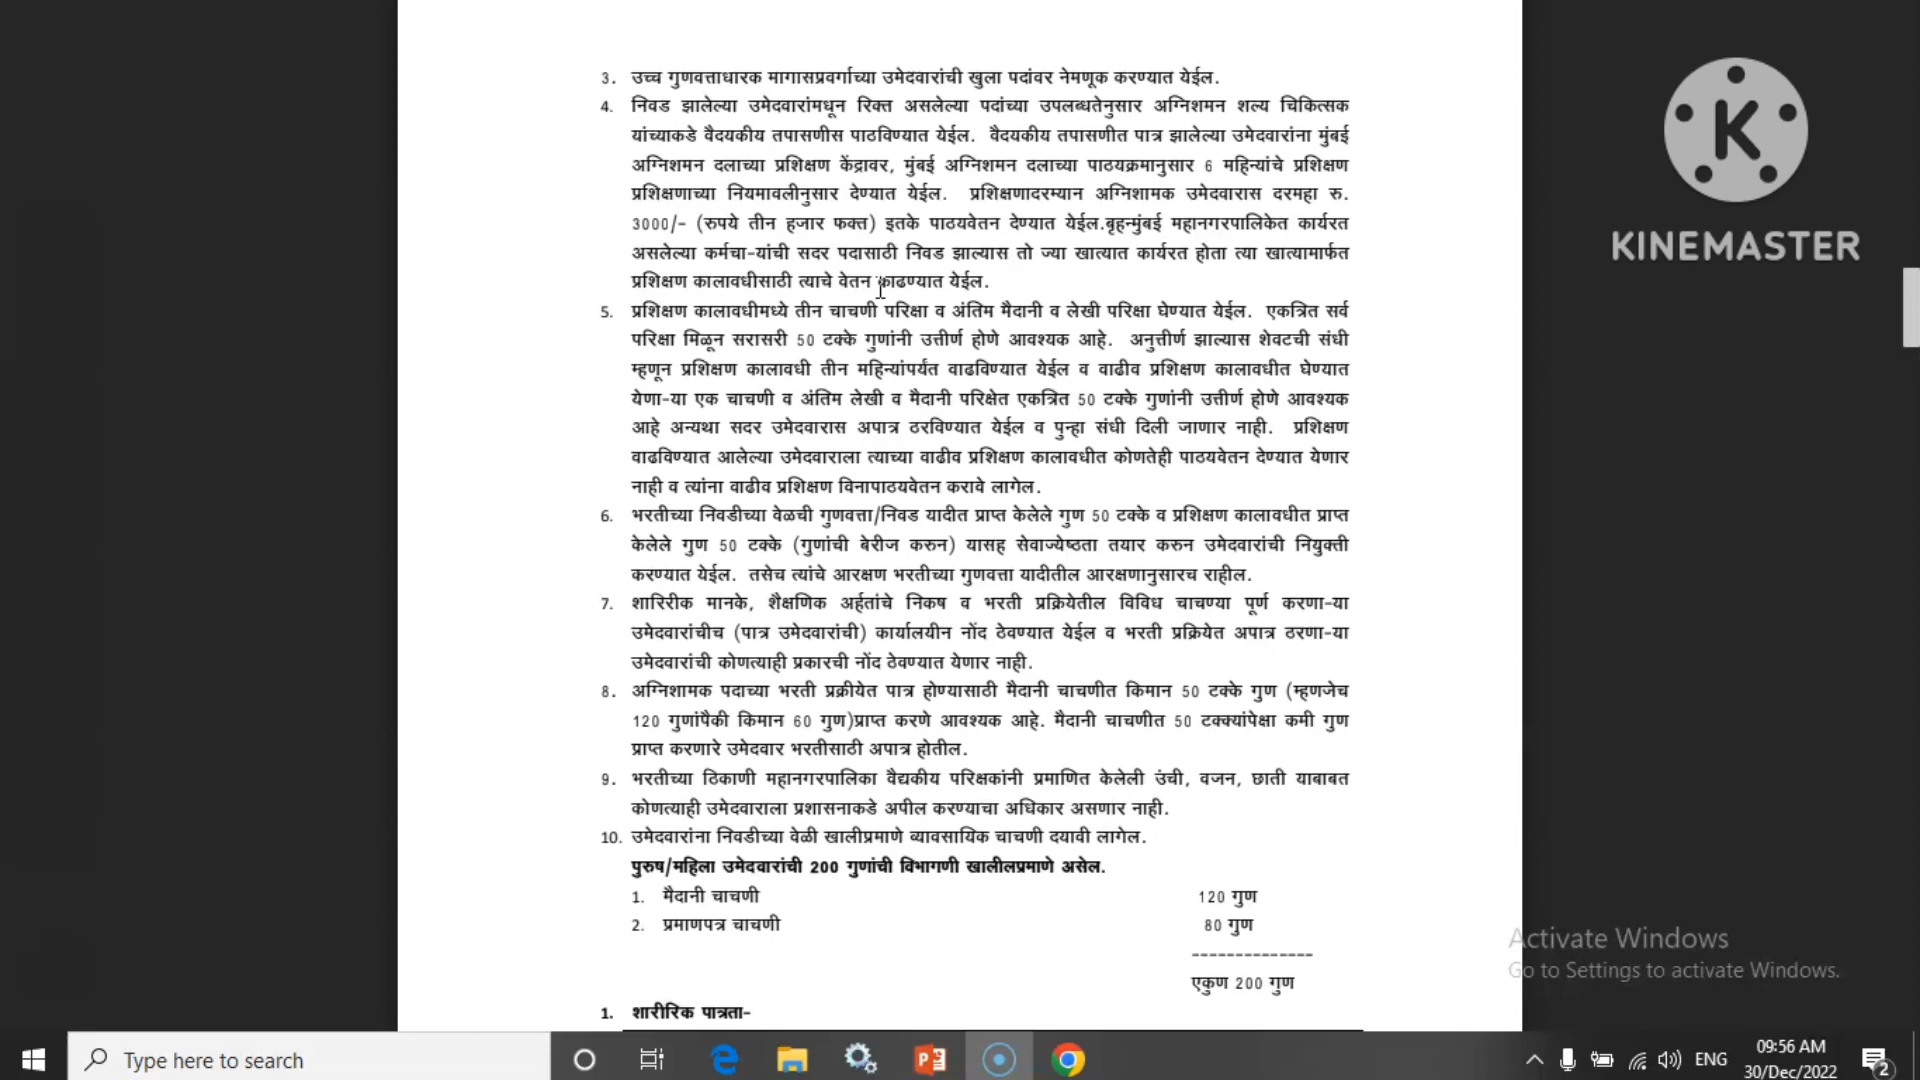 3. उच्च गुणवत्ताधारक मागासप्रवर्गाच्या उमेदवारांची खुला पदांवर नेमणूक करण्यात येईल.
4. निवड झालेल्या उमेदवारांमधून रिक्त असलेल्या पदांच्या उपलब्धतेनुसार अग्निशमन शल्य चिकित्सक
यांच्याकडे वैदयकीय तपासणीस पाठविण्यात येईल. वैदयकीय तपासणीत पात्र झालेल्या उमेदवारांना मुंबई
अग्निशमन दलाच्या प्रशिक्षण केंद्रावर, मुंबई अग्निशमन दलाच्या पाठयक्रमानुसार 6 महिन्यांचे प्रशिक्षण
प्रशिक्षणाच्या नियमावलीनुसार देण्यात येईल. प्रशिक्षणादरम्यान अग्निशामक उमेदवारास दरमहा रु.
3000/- (रुपये तीन हजार फक्त) इतके पाठयवेतन देण्यात येईल.बृहन्मुंबई महानगरपालिकेत कार्यरत
असलेल्या कर्मचा-यांची सदर पदासाठी निवड झाल्यास तो ज्या खात्यात कार्यरत होता त्या खात्यामार्फत
प्रशिक्षण कालावधीसाठी त्याचे वेतन काढण्यात येईल.
5. प्रशिक्षण कालावधीमध्ये तीन चाचणी परिक्षा व अंतिम मैदानी व लेखी परिक्षा घेण्यात येईल. एकत्रित सर्व
परिक्षा मिळून सरासरी 50 टक्के गुणांनी उत्तीर्ण होणे आवश्यक आहे. अनुत्तीर्ण झाल्यास शेवटची संधी
म्हणून प्रशिक्षण कालावधी तीन महिन्यांपर्यंत वाढविण्यात येईल व वाढीव प्रशिक्षण कालावधीत घेण्यात
येणा-या एक चाचणी व अंतिम लेखी व मैदानी परिक्षेत एकत्रित 50 टक्के गुणांनी उत्तीर्ण होणे आवश्यक
आहे अन्यथा सदर उमेदवारास अपात्र ठरविण्यात येईल व पुन्हा संधी दिली जाणार नाही. प्रशिक्षण
वाढविण्यात आलेल्या उमेदवाराला त्याच्या वाढीव प्रशिक्षण कालावधीत कोणतेही पाठयवेतन देण्यात येणार
नाही व त्यांना वाढीव प्रशिक्षण विनापाठयवेतन करावे लागेल.
6. भरतीच्या निवडीच्या वेळची गुणवत्ता/निवड यादीत प्राप्त केलेले गुण 50 टक्के व प्रशिक्षण कालावधीत प्राप्त
केलेले गुण 50 टक्के (गुणांची बेरीज करुन) यासह सेवाज्येष्ठता तयार करुन उमेदवारांची नियुक्ती
करण्यात येईल. तसेच त्यांचे आरक्षण भरतीच्या गुणवत्ता यादीतील आरक्षणानुसारच राहील.
7. शारिरीक मानके, शैक्षणिक अर्हतांचे निकष व भरती प्रक्रियेतील विविध चाचण्या पूर्ण करणा-या
उमेदवारांचीच (पात्र उमेदवारांची) कार्यालयीन नोंद ठेवण्यात येईल व भरती प्रक्रियेत अपात्र ठरणा-या
उमेदवारांची कोणत्याही प्रकारची नोंद ठेवण्यात येणार नाही.
8. अग्निशामक पदाच्या भरती प्रक्रीयेत पात्र होण्यासाठी मैदानी चाचणीत किमान 50 टक्के गुण (म्हणजेच
120 गुणांपैकी किमान 60 गुण)प्राप्त करणे आवश्यक आहे. मैदानी चाचणीत 50 टक्क्यांपेक्षा कमी गुण
प्राप्त करणारे उमेदवार भरतीसाठी अपात्र होतील.
9. भरतीच्या ठिकाणी महानगरपालिका वैद्यकीय परिक्षकांनी प्रमाणित केलेली उंची, वजन, छाती याबाबत
कोणत्याही उमेदवाराला प्रशासनाकडे अपील करण्याचा अधिकार असणार नाही.
10. उमेदवारांना निवडीच्या वेळी खालीप्रमाणे व्यावसायिक चाचणी दयावी लागेल.
पुरुष/महिला उमेदवारांची 200 गुणांची विभागणी खालीलप्रमाणे असेल.
1. मैदानी चाचणी 120 गुण
2. प्रमाणपत्र चाचणी 80 गुण
--------------
एकुण 200 गुण
1. शारीरिक पात्रता-
K
KINEMASTER
Activate Windows
Go to Settings to activate Windows.
Type here to search
ENG
09:56 AM
30/Dec/2022
2